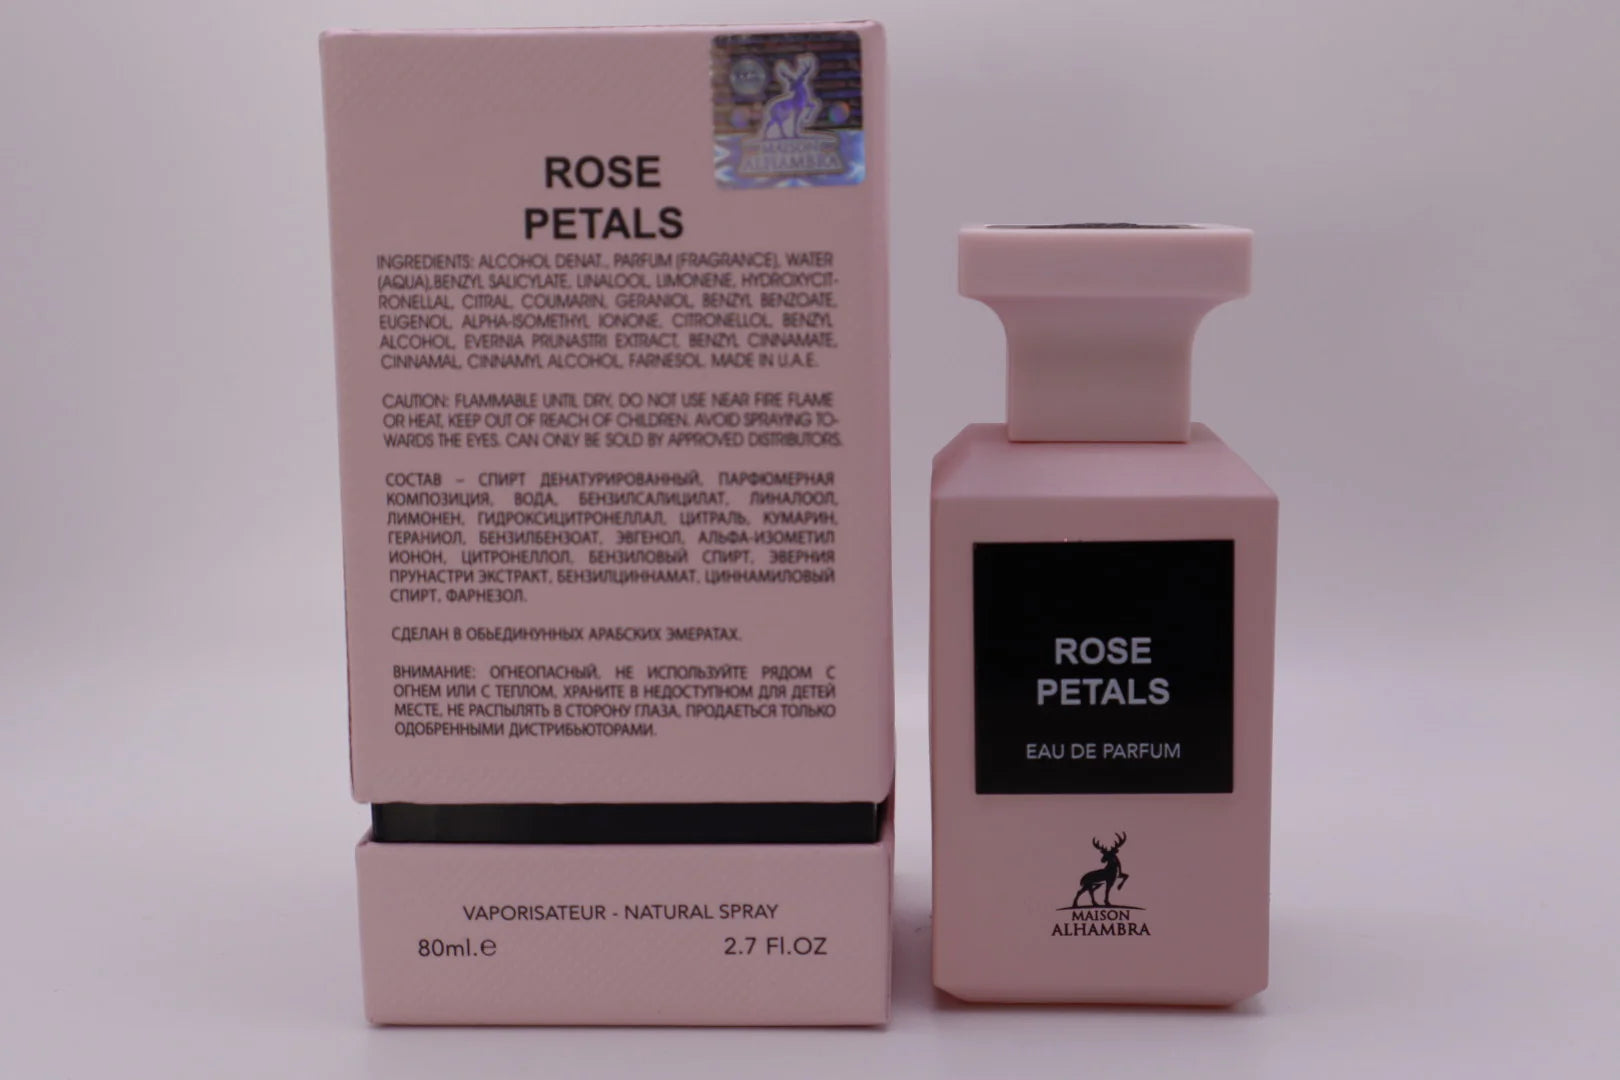 ROSE
PETALS
INGREDIENTS: ALCOHOL DENAT., PARFUM (FRAGRANCE), WATER
(AQUA),BENZYL SALICYLATE, LINALOOL, LIMONENE, HYDROXYCIT-
RONELLAL, CITRAL, COUMARIN, GERANIOL, BENZYL BENZOATE,
EUGENOL, ALPHA-ISOMETHYL IONONE, CITRONELLOL, BENZYL
ALCOHOL, EVERNIA PRUNASTRI EXTRACT, BENZYL CINNAMATE,
CINNAMAL, CINNAMYL ALCOHOL, FARNESOL. MADE IN U.A.E.
CAUTION: FLAMMABLE UNTIL DRY, DO NOT USE NEAR FIRE FLAME
OR HEAT, KEEP OUT OF REACH OF CHILDREN. AVOID SPRAYING TO-
WARDS THE EYES. CAN ONLY BE SOLD BY APPROVED DISTRIBUTORS.
СОСТАВ – СПИРТ ДЕНАТУРИРОВАННЫЙ, ПАРФЮМЕРНАЯ
КОМПОЗИЦИЯ, ВОДА, БЕНЗИЛСАЛИЦИЛАТ, ЛИНАЛООЛ,
ЛИМОНЕН, ГИДРОКСИЦИТРОНЕЛЛАЛ, ЦИТРАЛЬ, КУМАРИН,
ГЕРАНИОЛ, БЕНЗИЛБЕНЗОАТ, ЭВГЕНОЛ, АЛЬФА-ИЗОМЕТИЛ
ИОНОН, ЦИТРОНЕЛЛОЛ, БЕНЗИЛОВЫЙ СПИРТ, ЭВЕРНИЯ
ПРУНАСТРИ ЭКСТРАКТ, БЕНЗИЛЦИННАМАТ, ЦИННАМИЛОВЫЙ
СПИРТ, ФАРНЕЗОЛ.
СДЕЛАН В ОБЬЕДИНУННЫХ АРАБСКИХ ЭМЕРАТАХ.
ВНИМАНИЕ: ОГНЕОПАСНЫЙ. НЕ ИСПОЛЬЗУЙТЕ РЯДОМ С
ОГНЕМ ИЛИ С ТЕПЛОМ, ХРАНИТЕ В НЕДОСТУПНОМ ДЛЯ ДЕТЕЙ
МЕСТЕ, НЕ РАСПЫЛЯТЬ В СТОРОНУ ГЛАЗА, ПРОДАЕТЬСЯ ТОЛЬКО
ОДОБРЕННЫМИ ДИСТРИБЬЮТОРАМИ.
VAPORISATEUR - NATURAL SPRAY
80ml.℮ 2.7 Fl.OZ
MAISON
ALHAMBRA
ROSE
PETALS
EAU DE PARFUM
MAISON
ALHAMBRA